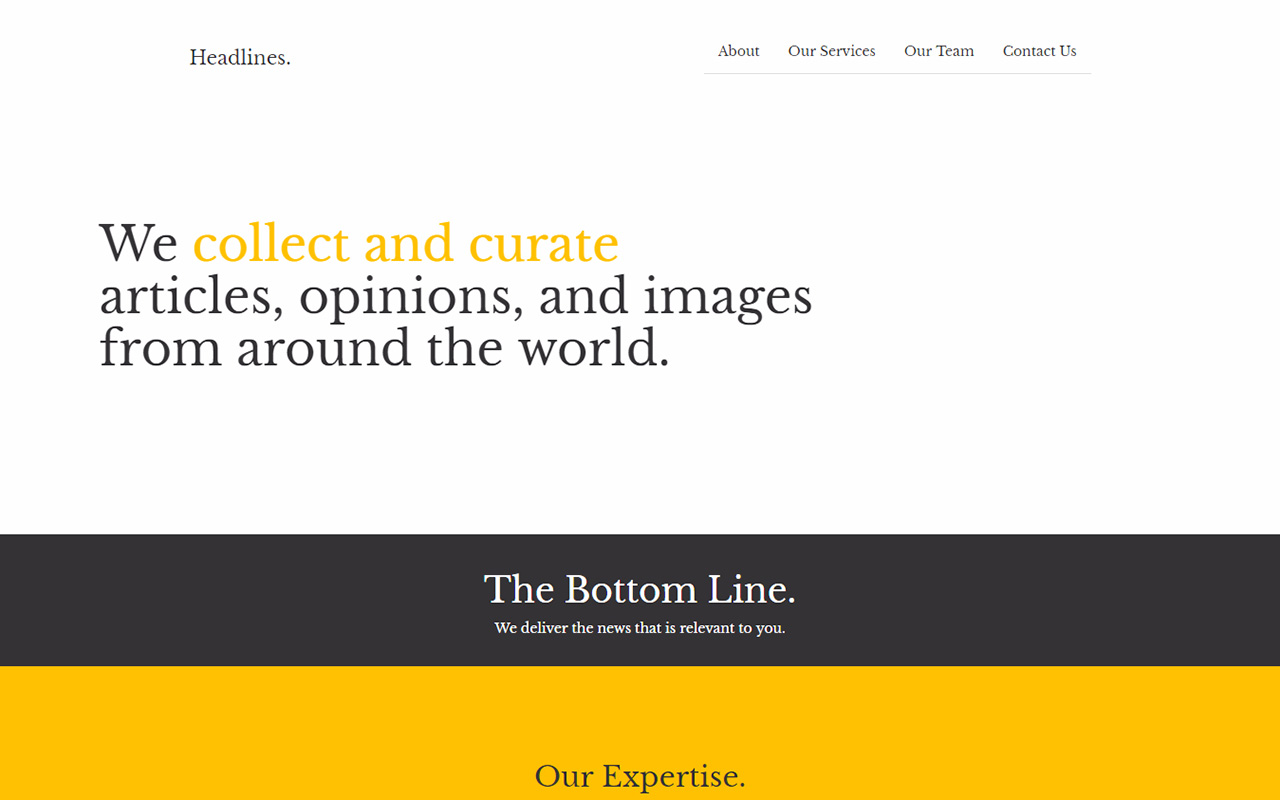 Headlines.
About Our Services Our Team Contact Us
We collect and curate
articles, opinions, and images
from around the world.
The Bottom Line.
We deliver the news that is relevant to you.
Our Expertise.